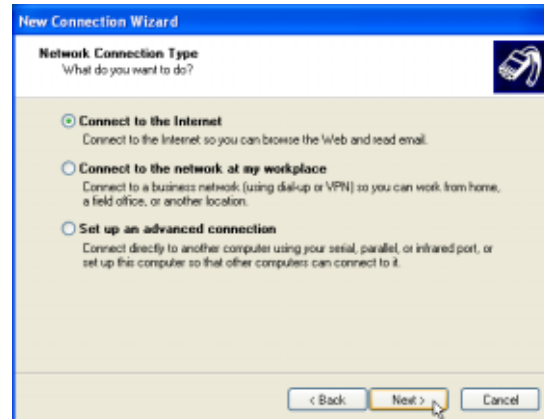 New Connection Wizard
Network Connection Type
What do you want to do?
Connect to the Internet
Connect to the Internet so you can browse the Web and read email.
Connect to the network at my workplace
Connect to a business network (using dial-up or VPN) so you can work from home,
a field office, or another location.
Set up an advanced connection
Connect directly to another computer using your serial, parallel, or infrared port, or
set up this computer so that other computers can connect to it.
< Back
Next >
Cancel